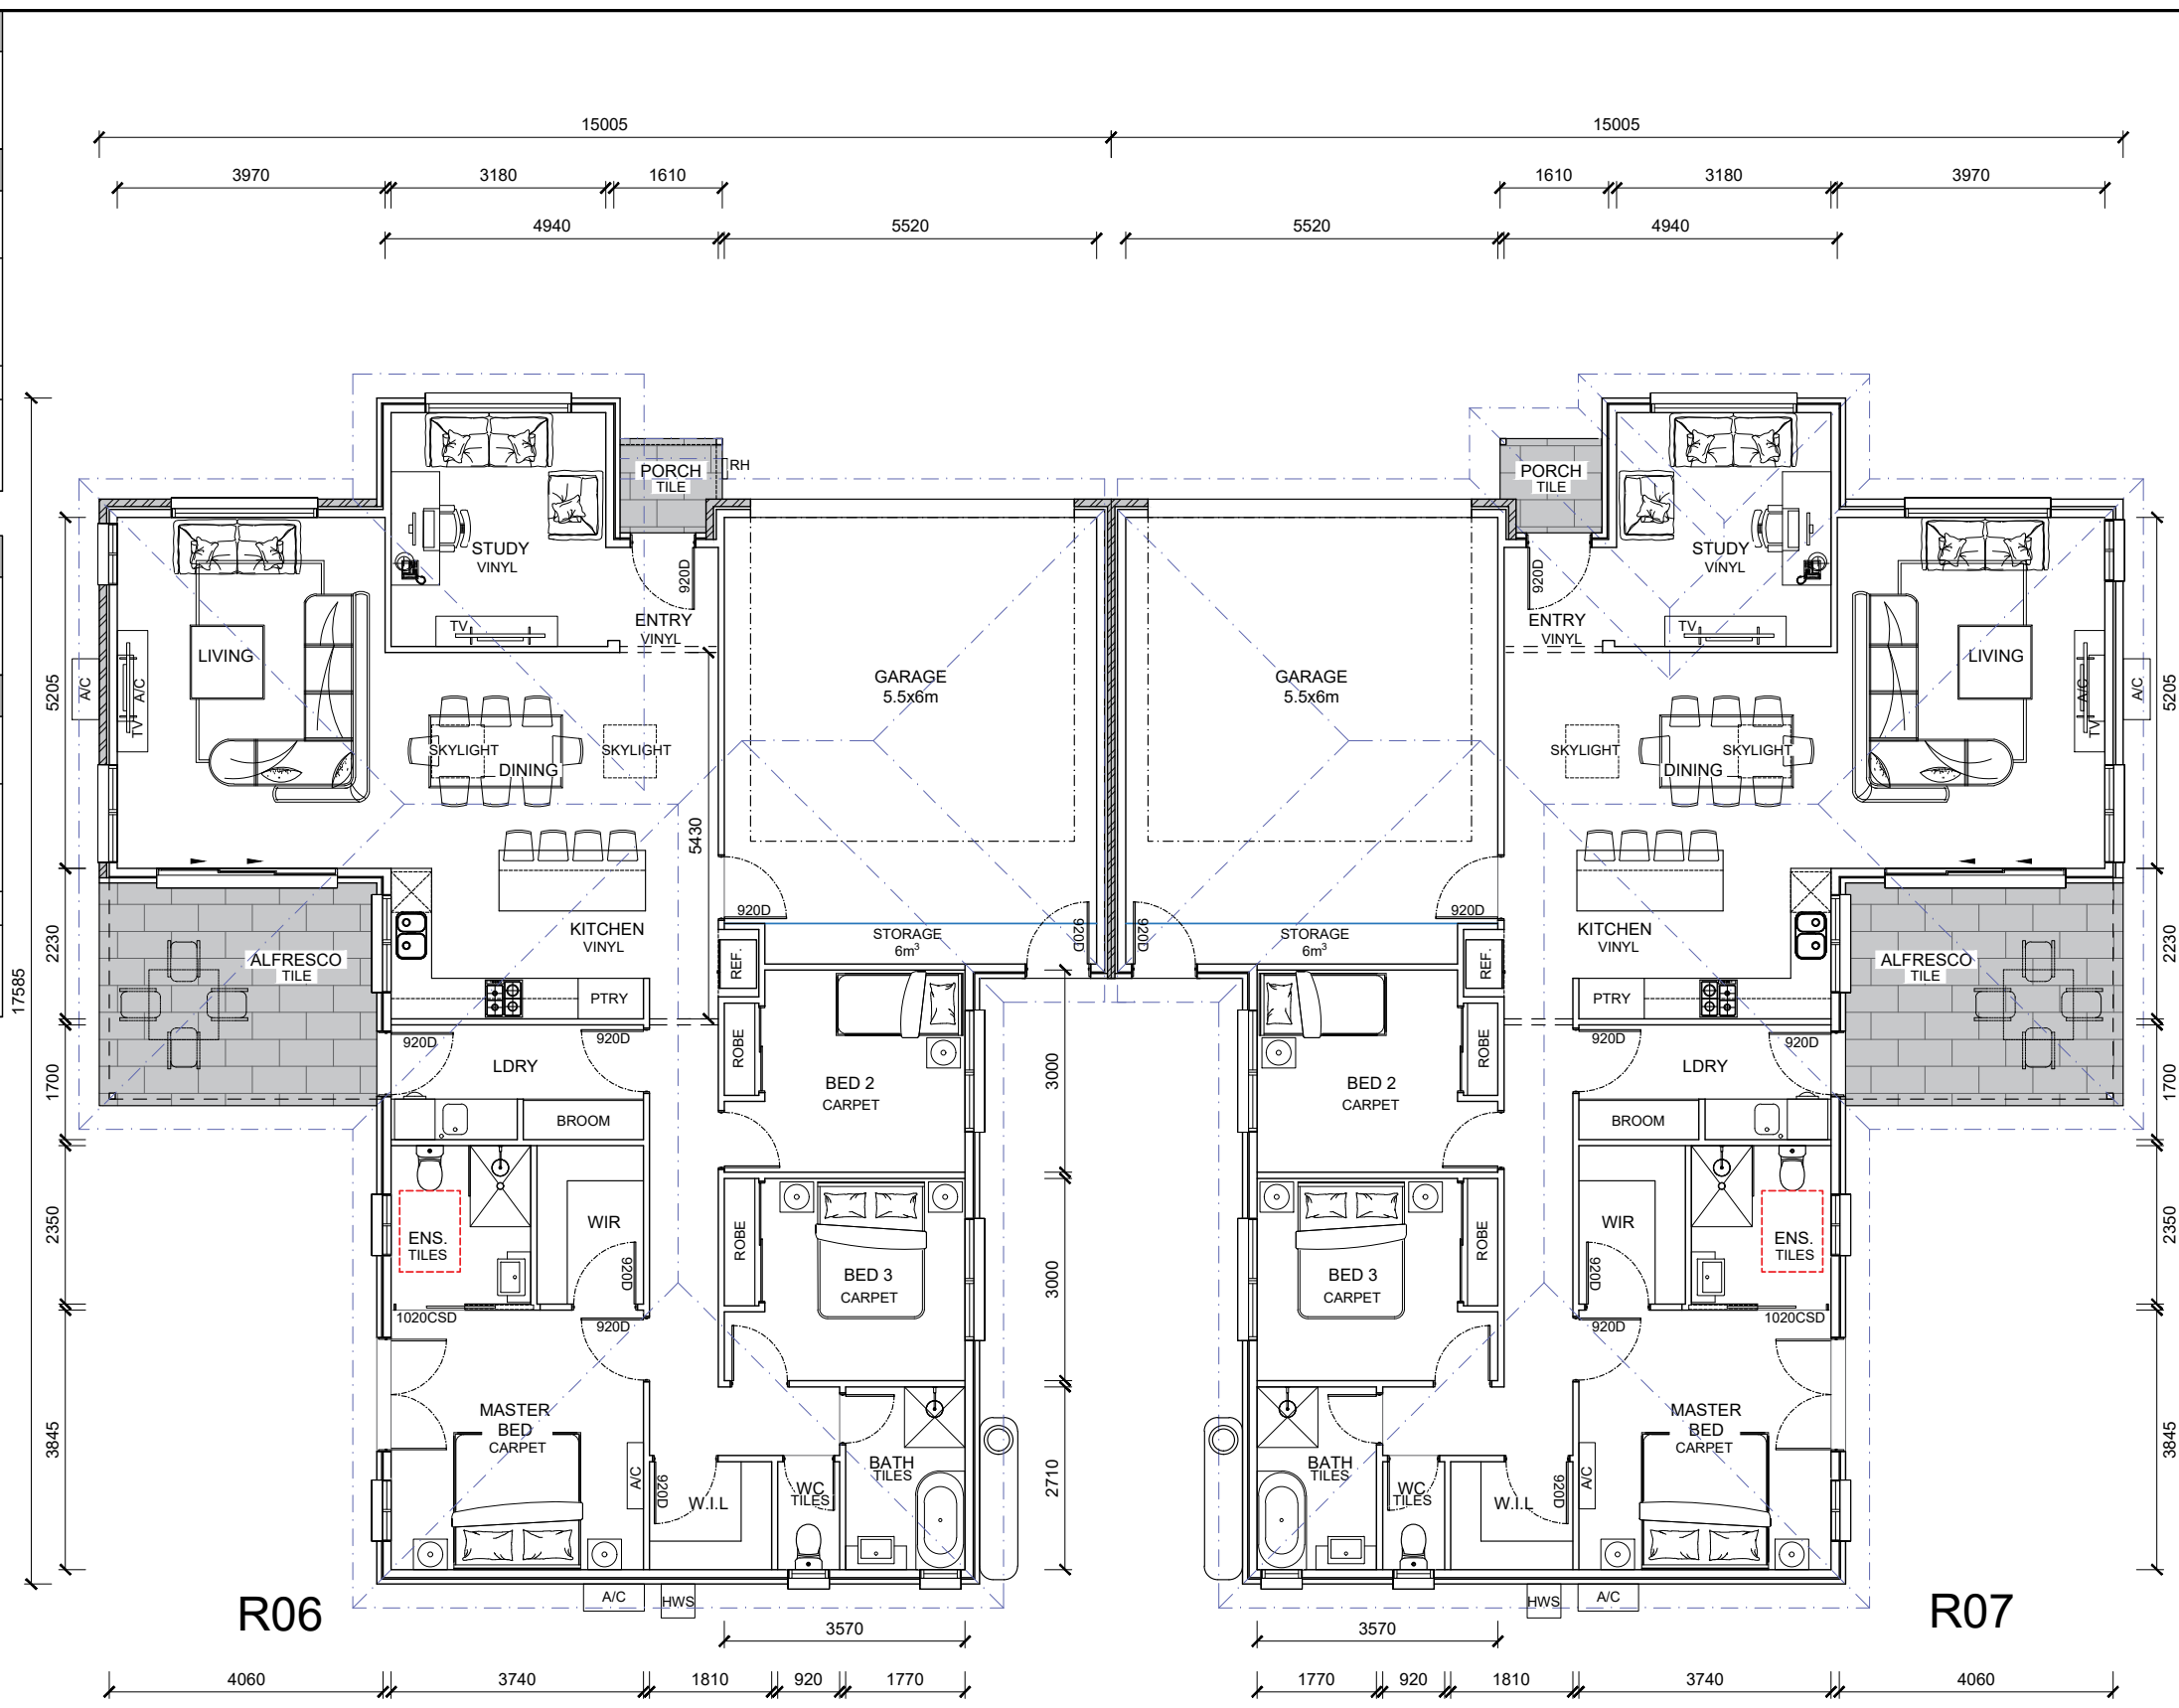 15005 15005
3970 3180 1610 1610 3180 3970
4940 5520 5520 4940
PORCH
TILE
RH
PORCH
TILE
STUDY
VINYL
920D
920D
STUDY
VINYL
ENTRY
VINYL
ENTRY
VINYL
TV
TV
LIVING
LIVING
GARAGE
5.5x6m
GARAGE
5.5x6m
A/C
A/C
TV
5205
5205
A/C
A/C
TV
SKYLIGHT
SKYLIGHT
DINING
SKYLIGHT
SKYLIGHT
DINING
5430
17585
2230
2230
920D
920D
920D
920D
KITCHEN
VINYL
STORAGE
6m³
STORAGE
6m³
KITCHEN
VINYL
ALFRESCO
TILE
ALFRESCO
TILE
REF.
REF.
PTRY
PTRY
920D
920D
920D
920D
LDRY
LDRY
ROBE
ROBE
1700
1700
3000
BED 2
CARPET
BED 2
CARPET
BROOM
BROOM
2350
2350
WIR
WIR
ENS.
TILES
ENS.
TILES
ROBE
ROBE
920D
920D
BED 3
CARPET
BED 3
CARPET
3000
1020CSD
920D
920D
1020CSD
MASTER
BED
CARPET
MASTER
BED
CARPET
3845
3845
A/C
A/C
920D
920D
BATH
TILES
BATH
TILES
WC
TILES
WC
TILES
W.I.L
W.I.L
2710
A/C
HWS
HWS
A/C
R06
R07
3570 3570
4060 3740 1810 920 1770 1770 920 1810 3740 4060